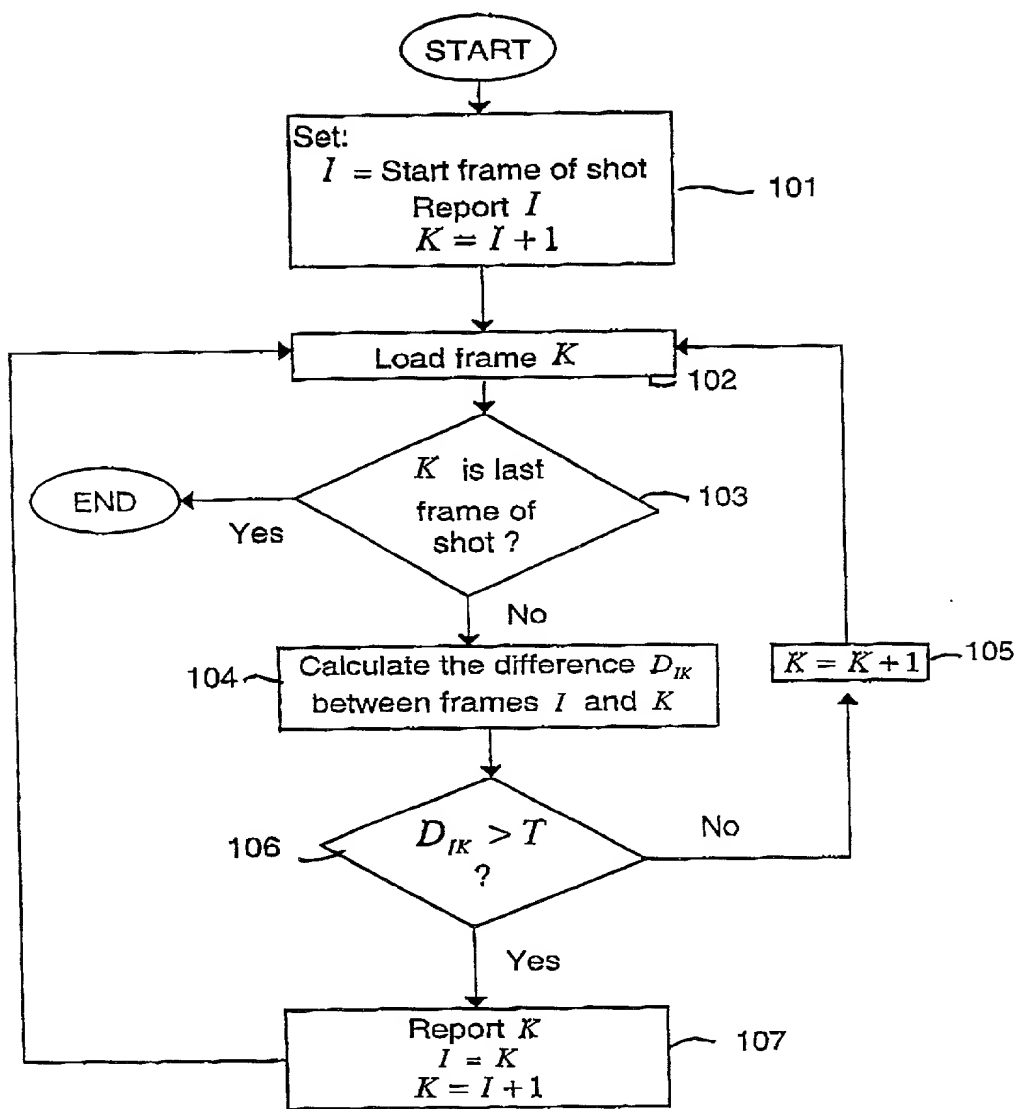 START
Set:
I = Start frame of shot
Report I
K = I + 1
101
Load frame K
102
K is last
frame of
shot ?
103
END
Yes
No
104
Calculate the difference D_IK
between frames I and K
K = K + 1
105
D_IK > T
?
106
No
Yes
Report K
I = K
K = I + 1
107